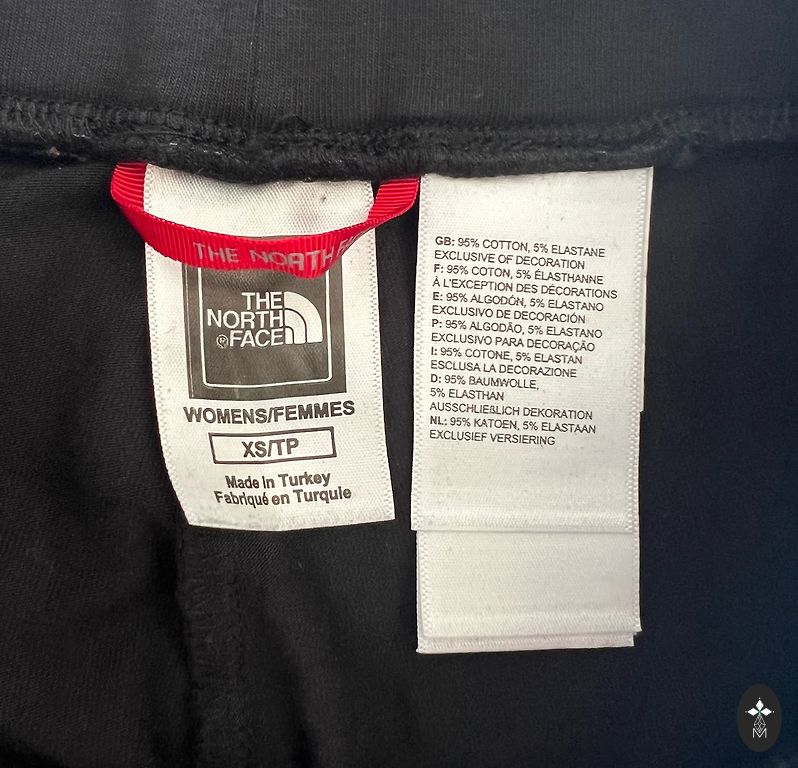 THE NORTH FA
THE
NORTH
FACE
®
WOMENS/FEMMES
XS/TP
Made in Turkey
Fabriqué en Turquie
GB: 95% COTTON, 5% ELASTANE
EXCLUSIVE OF DECORATION
F: 95% COTON, 5% ÉLASTHANNE
À L'EXCEPTION DES DÉCORATIONS
E: 95% ALGODÓN, 5% ELASTANO
EXCLUSIVO DE DECORACIÓN
P: 95% ALGODÃO, 5% ELASTANO
EXCLUSIVO PARA DECORAÇÃO
I: 95% COTONE, 5% ELASTAN
ESCLUSA LA DECORAZIONE
D: 95% BAUMWOLLE,
5% ELASTHAN
AUSSCHLIEßLICH DEKORATION
NL: 95% KATOEN, 5% ELASTAAN
EXCLUSIEF VERSIERING
M